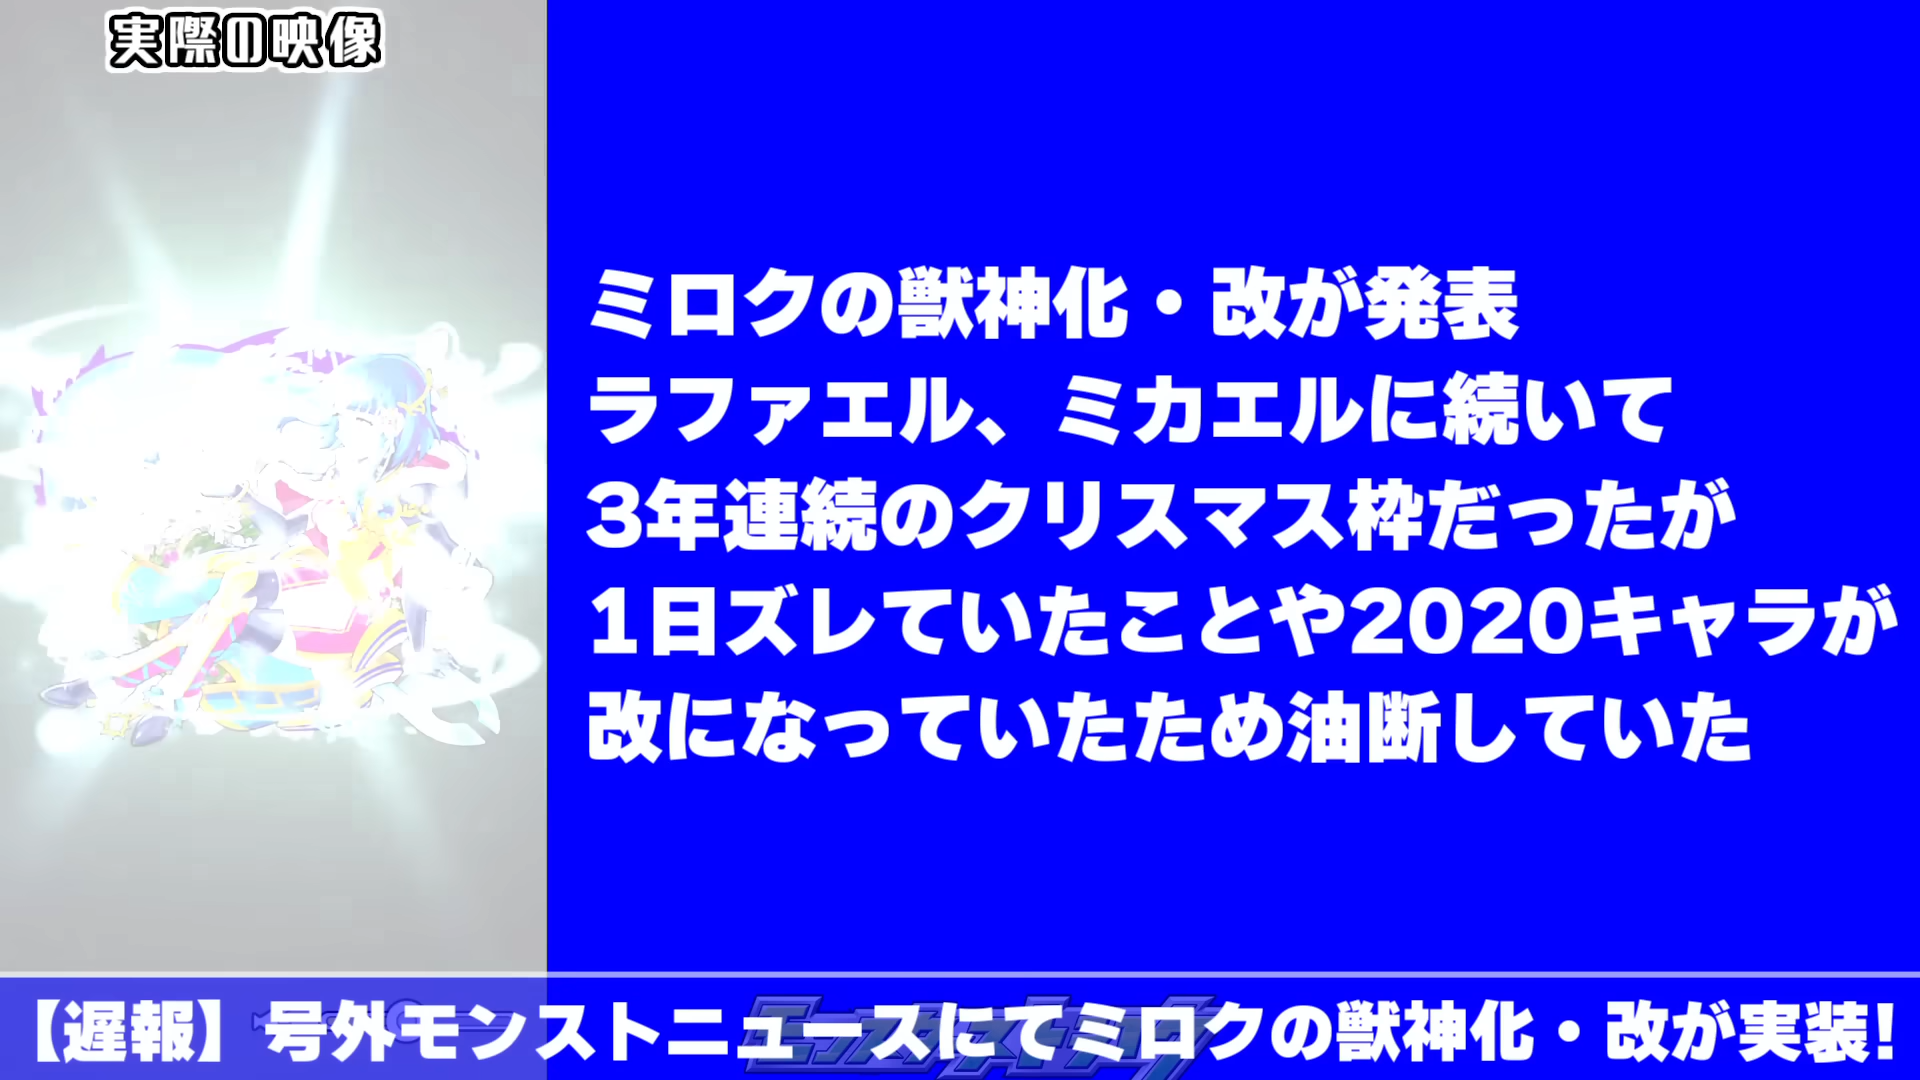 実際の映像
ミロクの獣神化・改が発表
ラファエル、ミカエルに続いて
3年連続のクリスマス枠だったが
1日ズレていたことや2020キャラが
改になっていたため油断していた
【遅報】号外モンストニュースにてミロクの獣神化・改が実装!